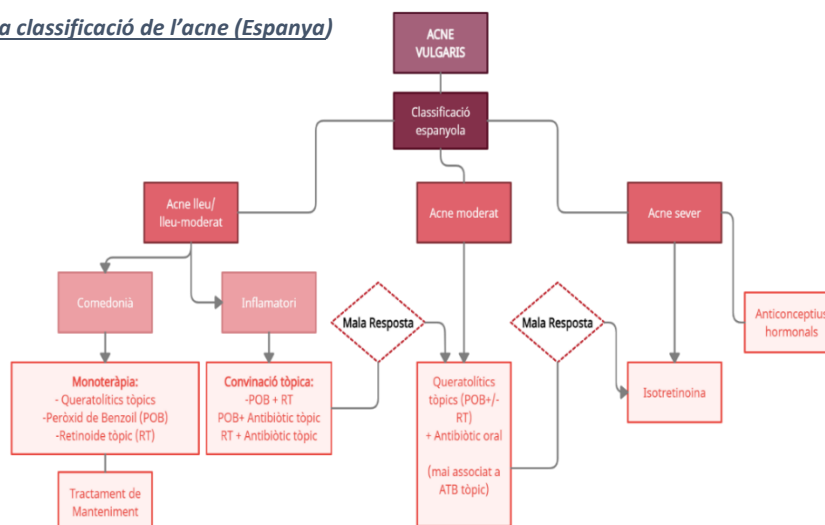 a classificació de l'acne (Espanya)
ACNE
VULGARIS
Classificació
espanyola
Acne lleu/
lleu-moderat
Acne moderat
Acne sever
Comedonià
Inflamatori
Mala Resposta
Mala Resposta
Anticonceptius
hormonals
Monoteràpia:
- Queratolítics tòpics
-Peròxid de Benzoil (POB)
-Retinoide tòpic (RT)
Convinació tòpica:
-POB + RT
POB+ Antibiòtic tòpic
RT + Antibiòtic tòpic
Queratolítics
tòpics (POB+/-
RT)
+ Antibiòtic oral
(mai associat a
ATB tòpic)
Isotretinoina
Tractament de
Manteniment